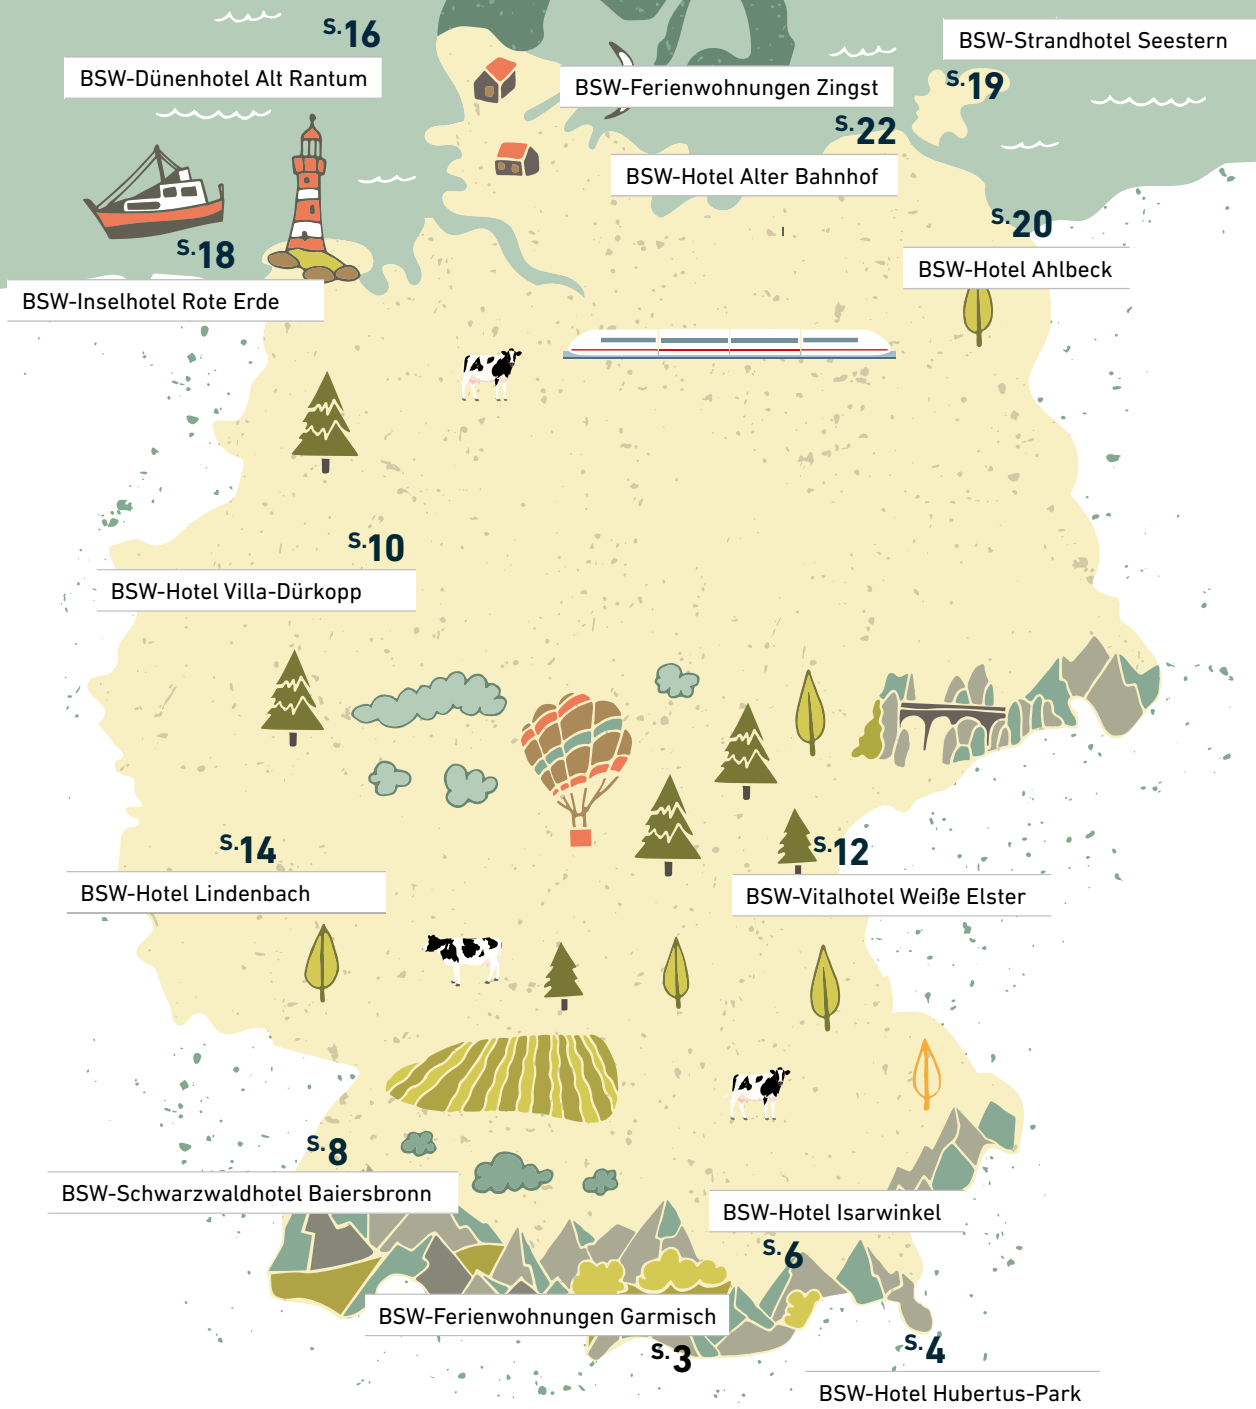 S.16
BSW-Dünenhotel Alt Rantum
BSW-Strandhotel Seestern
S.19
BSW-Ferienwohnungen Zingst
S.22
BSW-Hotel Alter Bahnhof
S.20
BSW-Hotel Ahlbeck
S.18
BSW-Inselhotel Rote Erde
S.10
BSW-Hotel Villa-Dürkopp
S.14
BSW-Hotel Lindenbach
S.12
BSW-Vitalhotel Weiße Elster
S.8
BSW-Schwarzwaldhotel Baiersbronn
BSW-Hotel Isarwinkel
S.6
BSW-Ferienwohnungen Garmisch
S.3
S.4
BSW-Hotel Hubertus-Park